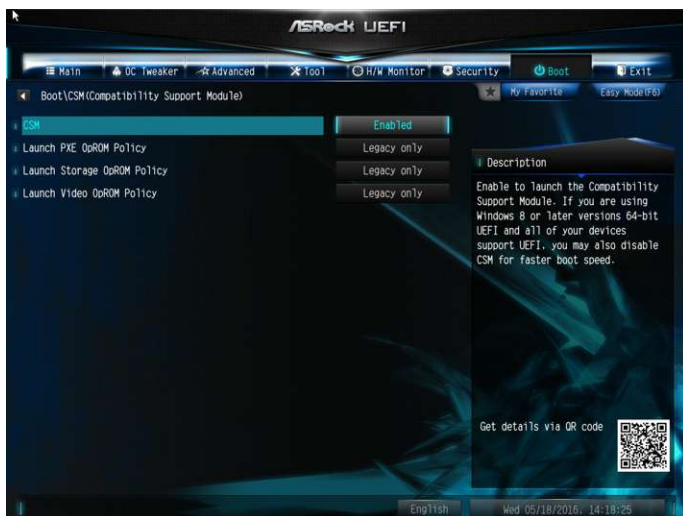 ASRock UEFI
Main OC Tweaker Advanced Tool H/W Monitor Security Boot Exit
Boot\CSM(Compatibility Support Module) My Favorite Easy Mode(F6)
CSM Enabled
Launch PXE OpROM Policy Legacy only
Launch Storage OpROM Policy Legacy only
Launch Video OpROM Policy Legacy only
Description
Enable to launch the Compatibility
Support Module. If you are using
Windows 8 or later versions 64-bit
UEFI and all of your devices
support UEFI, you may also disable
CSM for faster boot speed.
Get details via QR code
English Wed 05/18/2016, 14:18:25